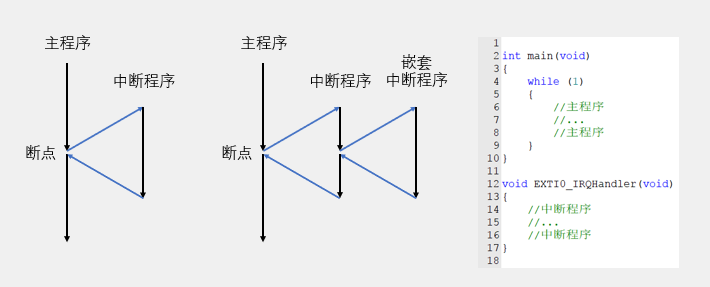 主程序
中断程序
断点
主程序
中断程序
嵌套
中断程序
断点
1
2 int main(void)
3 {
4     while (1)
5     {
6         //主程序
7         //...
8         //主程序
9     }
10 }
11
12 void EXTI0_IRQHandler(void)
13 {
14     //中断程序
15     //...
16     //中断程序
17 }
18